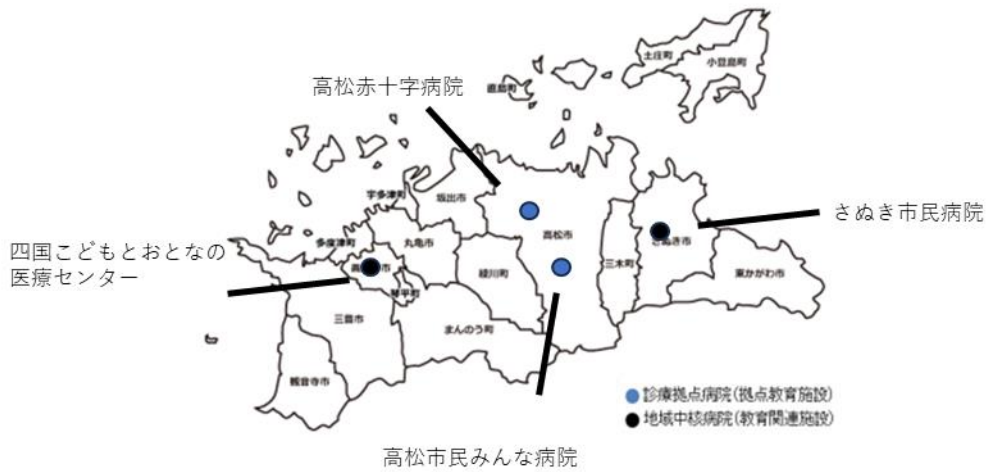 土庄町
小豆島町
高松赤十字病院
直島町
宇多津町
坂出市
さぬき市民病院
高松市
さぬき市
四国こどもとおとなの
医療センター
多度津町
丸亀市
綾川町
三木町
東かがわ市
市
琴平町
三豊市
まんのう町
観音寺市
診療拠点病院(拠点教育施設)
地域中核病院(教育関連施設)
高松市民みんな病院